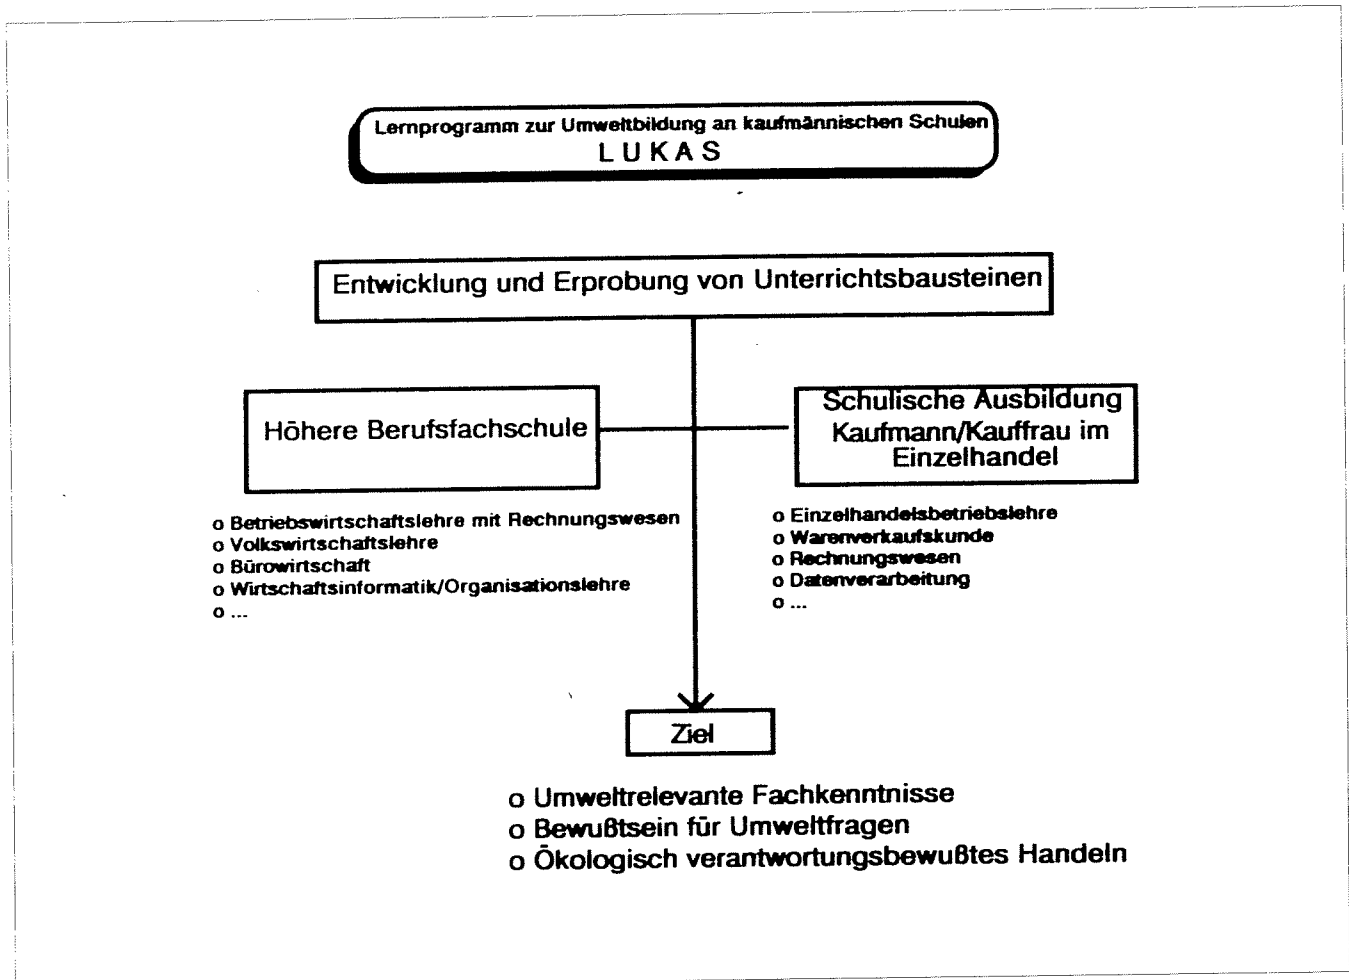 Lernprogramm zur Umweltbildung an kaufmännischen Schulen
L U K A S
Entwicklung und Erprobung von Unterrichtsbausteinen
Höhere Berufsfachschule
Schulische Ausbildung
Kaufmann/Kauffrau im
Einzelhandel
o Betriebswirtschaftslehre mit Rechnungswesen
o Volkswirtschaftslehre
o Bürowirtschaft
o Wirtschaftsinformatik/Organisationslehre
o ...
o Einzelhandelsbetriebslehre
o Warenverkaufskunde
o Rechnungswesen
o Datenverarbeitung
o ...
Ziel
o Umweltrelevante Fachkenntnisse
o Bewußtsein für Umweltfragen
o Ökologisch verantwortungsbewußtes Handeln